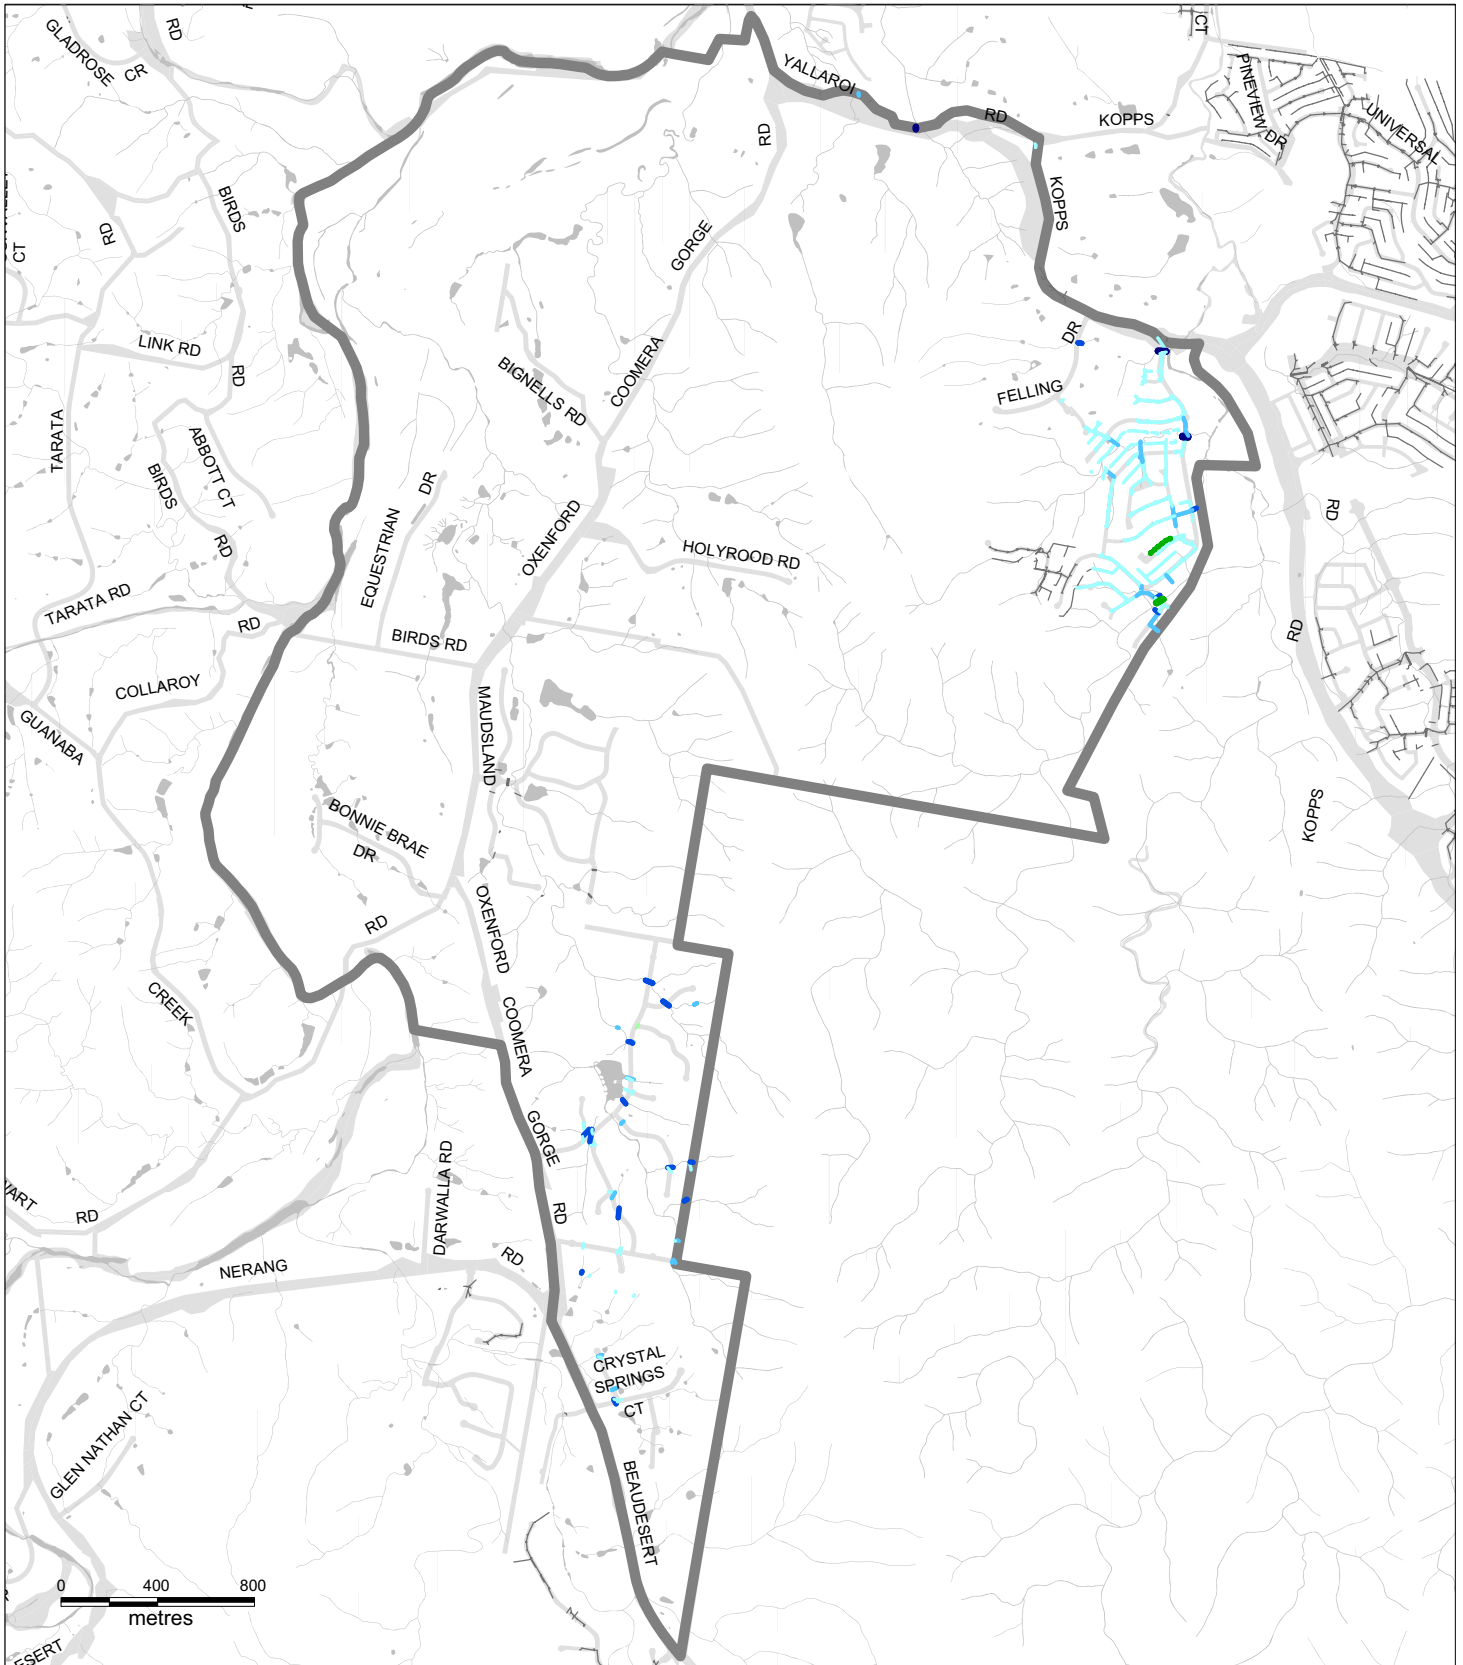 GLADROSE
CR
RD
CT
YALLAROI
RD
KOPPS
PINEVIEW
DR
UNIVERSAL
BIRDS
RD
CT
RD
KOPPS
GORGE
LINK RD
RD
COOMERA
BIGNELLS RD
DR
FELLING
TARATA
ABBOTT CT
BIRDS
RD
DR
EQUESTRIAN
OXENFORD
HOLYROOD RD
RD
RD
TARATA RD
RD
BIRDS RD
COLLAROY
GUANABA
MAUDSLAND
BONNIE BRAE
DR
KOPPS
RD
OXENFORD
CREEK
COOMERA
GORGE
DARWALLA RD
RD
RD
RD
NERANG
CRYSTAL
SPRINGS
CT
GLEN NATHAN CT
BEAUDESERT
0 400 800
metres